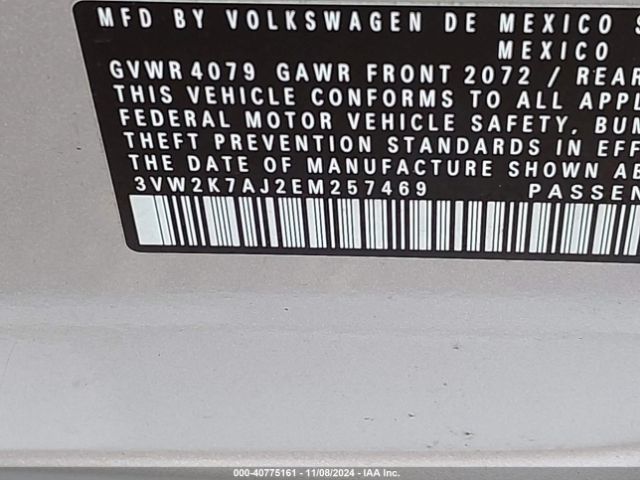 MFD BY VOLKSWAGEN DE MEXICO
MEXICO
GVWR 4079 GAWR FRONT 2072 / REAR
THIS VEHICLE CONFORMS TO ALL APPL
FEDERAL MOTOR VEHICLE SAFETY, BUM
THEFT PREVENTION STANDARDS IN EFF
THE DATE OF MANUFACTURE SHOWN AB
3VW2K7AJ2EM257469 PASSEN
000-40775161 - 11/08/2024 - IAA Inc.